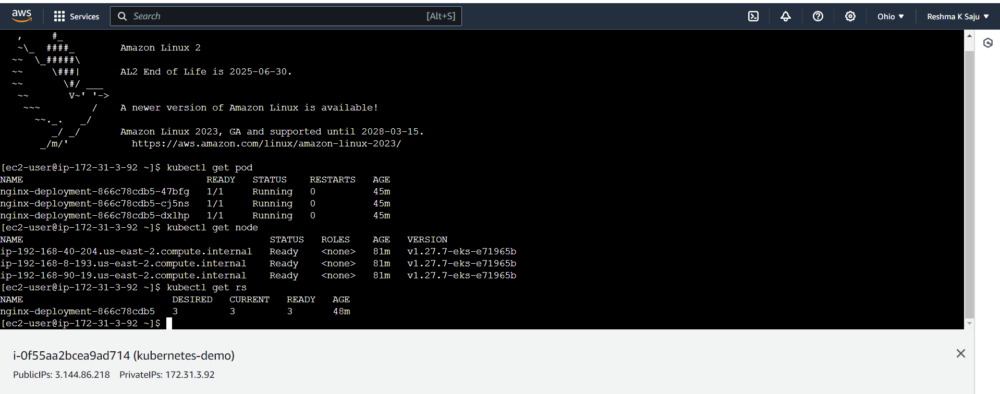 aws Services Search [Alt+S] Ohio ▼ Reshma K Saju ▼
   ,     #_
   ~\_  ####_        Amazon Linux 2
  ~~  \_#####\
  ~~     \###|       AL2 End of Life is 2025-06-30.
  ~~       \#/ ___
   ~~       V~' '->
    ~~~         /    A newer version of Amazon Linux is available!
      ~~._.   _/
         _/ _/       Amazon Linux 2023, GA and supported until 2028-03-15.
       _/m/'           https://aws.amazon.com/linux/amazon-linux-2023/
[ec2-user@ip-172-31-3-92 ~]$ kubectl get pod
NAME                                READY   STATUS    RESTARTS   AGE
nginx-deployment-866c78cdb5-47bfg   1/1     Running   0          45m
nginx-deployment-866c78cdb5-cj5ns   1/1     Running   0          45m
nginx-deployment-866c78cdb5-dxlhp   1/1     Running   0          45m
[ec2-user@ip-172-31-3-92 ~]$ kubectl get node
NAME                                           STATUS   ROLES    AGE   VERSION
ip-192-168-40-204.us-east-2.compute.internal   Ready    <none>   81m   v1.27.7-eks-e71965b
ip-192-168-8-193.us-east-2.compute.internal    Ready    <none>   81m   v1.27.7-eks-e71965b
ip-192-168-90-19.us-east-2.compute.internal    Ready    <none>   81m   v1.27.7-eks-e71965b
[ec2-user@ip-172-31-3-92 ~]$ kubectl get rs
NAME                          DESIRED   CURRENT   READY   AGE
nginx-deployment-866c78cdb5   3         3         3       48m
[ec2-user@ip-172-31-3-92 ~]$
i-0f55aa2bcea9ad714 (kubernetes-demo)
PublicIPs: 3.144.86.218 PrivateIPs: 172.31.3.92